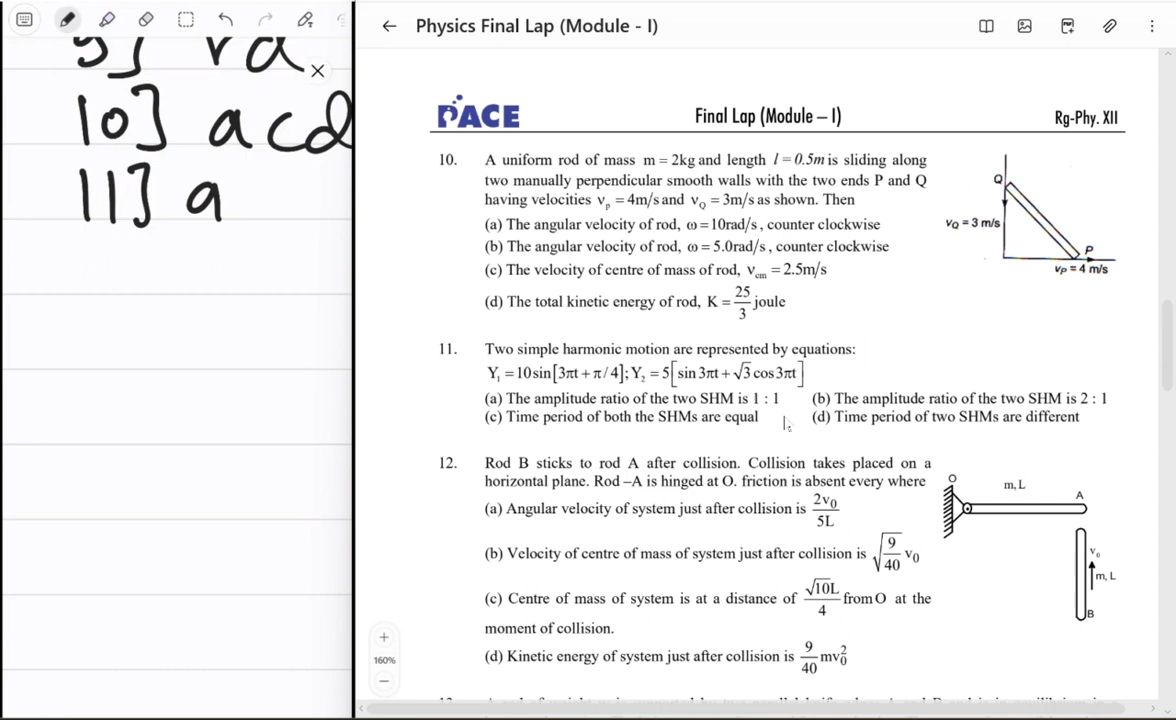 Physics Final Lap (Module - I)
10] acd
11] a
PACE
Final Lap (Module – I)
Rg-Phy. XII
10. A uniform rod of mass m = 2kg and length l = 0.5m is sliding along
two manually perpendicular smooth walls with the two ends P and Q
having velocities vₚ = 4m/s and v_Q = 3m/s as shown. Then
(a) The angular velocity of rod, ω = 10rad/s, counter clockwise
(b) The angular velocity of rod, ω = 5.0rad/s, counter clockwise
(c) The velocity of centre of mass of rod, v_cm = 2.5m/s
(d) The total kinetic energy of rod, K = 25/3 joule
Q
vQ = 3 m/s
P
vP = 4 m/s
11. Two simple harmonic motion are represented by equations:
Y₁ = 10sin[3πt + π/4]; Y₂ = 5[sin3πt + √3cos3πt]
(a) The amplitude ratio of the two SHM is 1 : 1 (b) The amplitude ratio of the two SHM is 2 : 1
(c) Time period of both the SHMs are equal (d) Time period of two SHMs are different
12. Rod B sticks to rod A after collision. Collision takes placed on a
horizontal plane. Rod –A is hinged at O. friction is absent every where
(a) Angular velocity of system just after collision is 2v₀/5L
(b) Velocity of centre of mass of system just after collision is √(9/40) v₀
(c) Centre of mass of system is at a distance of √10L/4 from O at the
moment of collision.
(d) Kinetic energy of system just after collision is 9/40 mv₀²
O
m, L
A
v₀
m, L
B
160%